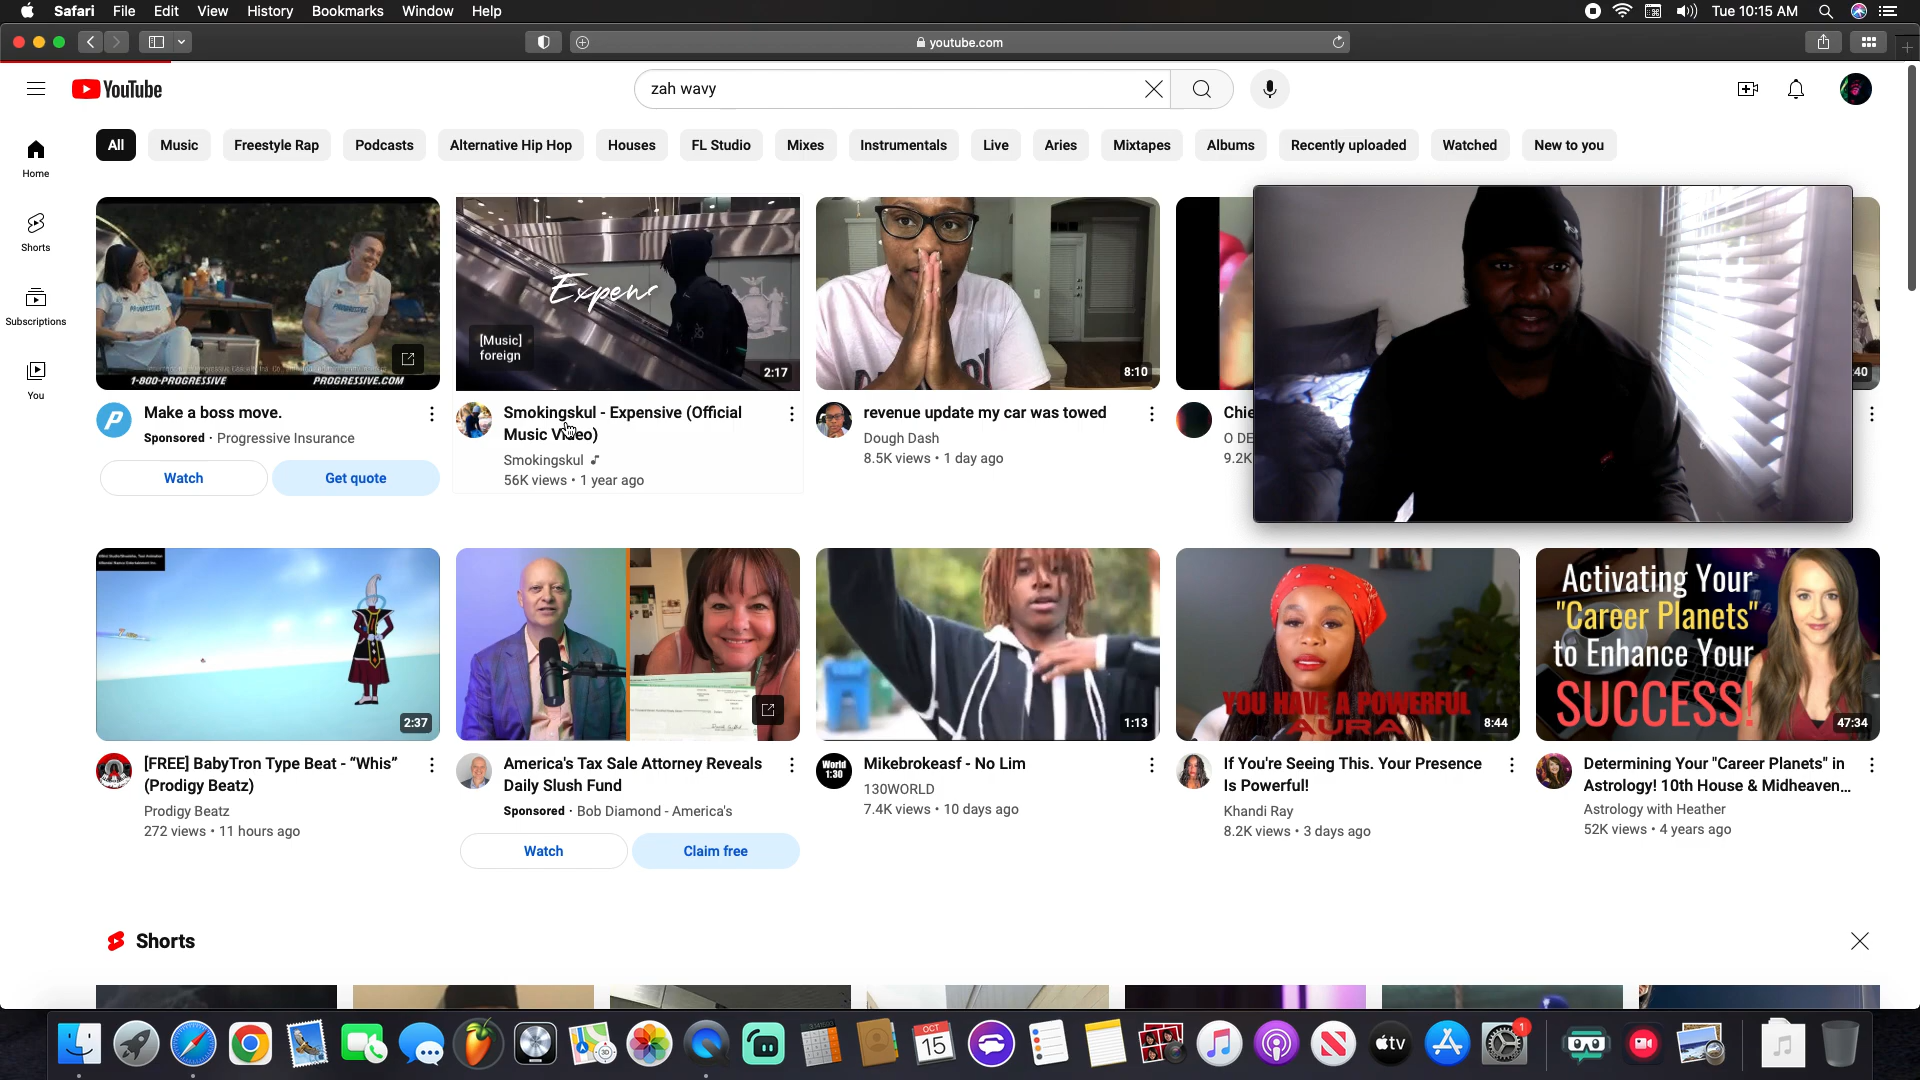 Safari File Edit View History Bookmarks Window Help Tue 10:15 AM
youtube.com
YouTube
zah wavy
All Music Freestyle Rap Podcasts Alternative Hip Hop Houses FL Studio Mixes Instrumentals Live Aries Mixtapes Albums Recently uploaded Watched New to you
Home
Shorts
Subscriptions
You
1-800-PROGRESSIVE PROGRESSIVE.COM
Make a boss move.
Sponsored · Progressive Insurance
Watch Get quote
Expens
[Music]
foreign
2:17
Smokingskul - Expensive (Official
Music Video)
Smokingskul
56K views • 1 year ago
8:10
revenue update my car was towed
Dough Dash
8.5K views • 1 day ago
Chie
O DE
9.2K
:40
2:37
[FREE] BabyTron Type Beat - “Whis”
(Prodigy Beatz)
Prodigy Beatz
272 views • 11 hours ago
America's Tax Sale Attorney Reveals
Daily Slush Fund
Sponsored · Bob Diamond - America's
Watch Claim free
1:13
World
1:30
Mikebrokeasf - No Lim
130WORLD
7.4K views • 10 days ago
YOU HAVE A POWERFUL
AURA
8:44
If You're Seeing This. Your Presence
Is Powerful!
Khandi Ray
8.2K views • 3 days ago
Activating Your
"Career Planets"
to Enhance Your
SUCCESS!
47:34
Determining Your "Career Planets" in
Astrology! 10th House & Midheaven...
Astrology with Heather
52K views • 4 years ago
Shorts
OCT
15
tv
1